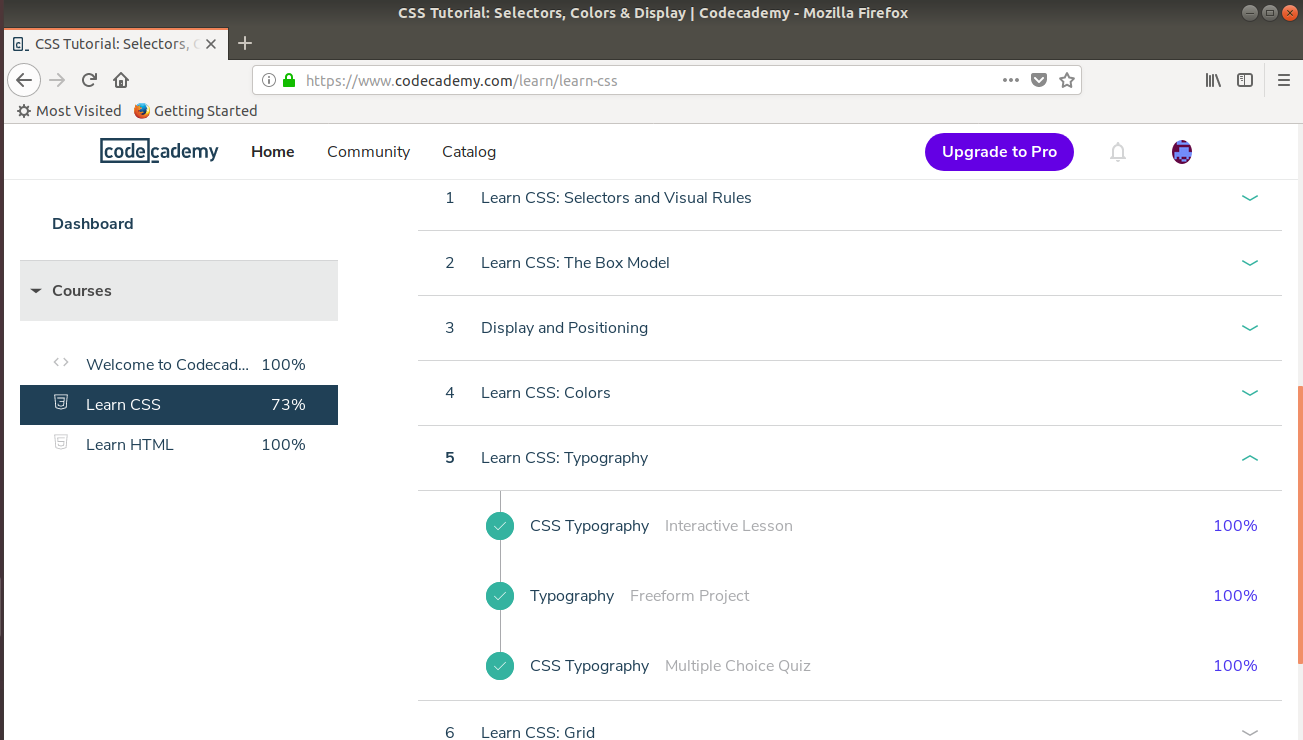 CSS Tutorial: Selectors, Colors & Display | Codecademy - Mozilla Firefox
CSS Tutorial: Selectors,
https://www.codecademy.com/learn/learn-css
Most Visited Getting Started
codecademy Home Community Catalog Upgrade to Pro
Dashboard
Courses
Welcome to Codecad... 100%
Learn CSS 73%
Learn HTML 100%
1 Learn CSS: Selectors and Visual Rules
2 Learn CSS: The Box Model
3 Display and Positioning
4 Learn CSS: Colors
5 Learn CSS: Typography
CSS Typography Interactive Lesson 100%
Typography Freeform Project 100%
CSS Typography Multiple Choice Quiz 100%
6 Learn CSS: Grid